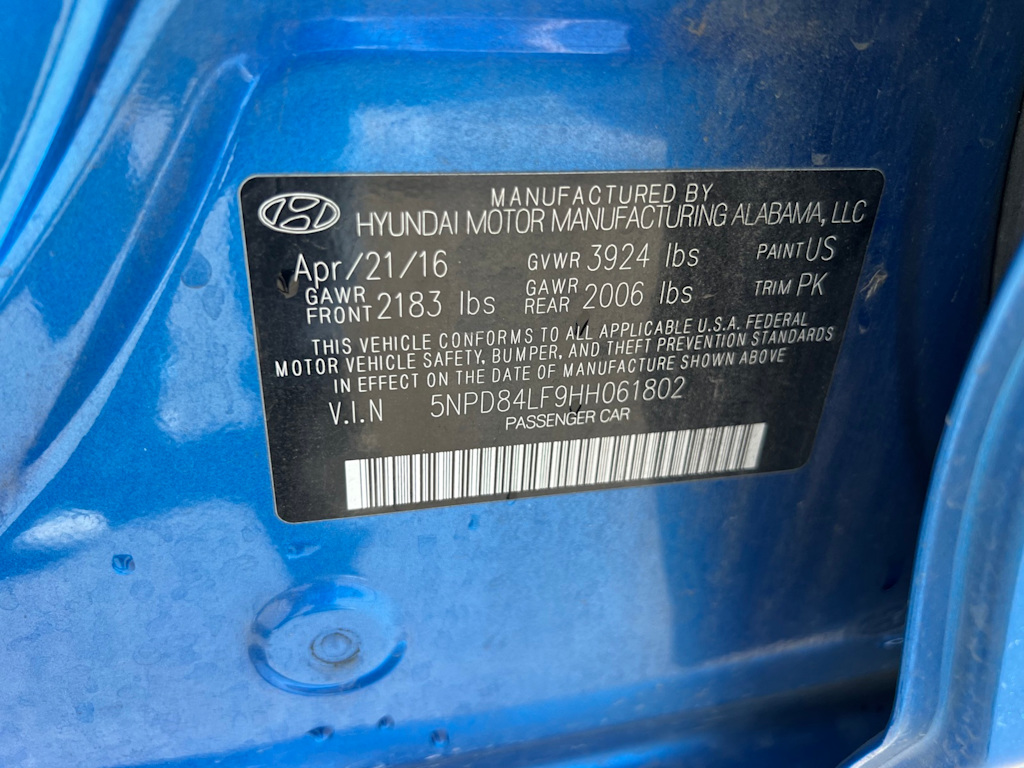 MANUFACTURED BY
HYUNDAI MOTOR MANUFACTURING ALABAMA, LLC
Apr/21/16 GVWR 3924 lbs PAINT US
GAWR FRONT 2183 lbs GAWR REAR 2006 lbs TRIM PK
THIS VEHICLE CONFORMS TO ALL APPLICABLE U.S.A. FEDERAL
MOTOR VEHICLE SAFETY, BUMPER, AND THEFT PREVENTION STANDARDS
IN EFFECT ON THE DATE OF MANUFACTURE SHOWN ABOVE
V.I.N 5NPD84LF9HH061802
PASSENGER CAR